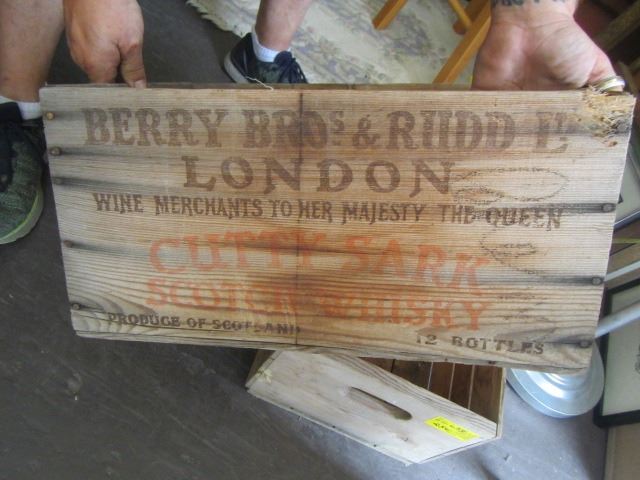 BERRY BROS & RUDD LD
LONDON
WINE MERCHANTS TO HER MAJESTY THE QUEEN
CUTTY SARK
SCOTCH WHISKY
PRODUCE OF SCOTLAND
12 BOTTLES